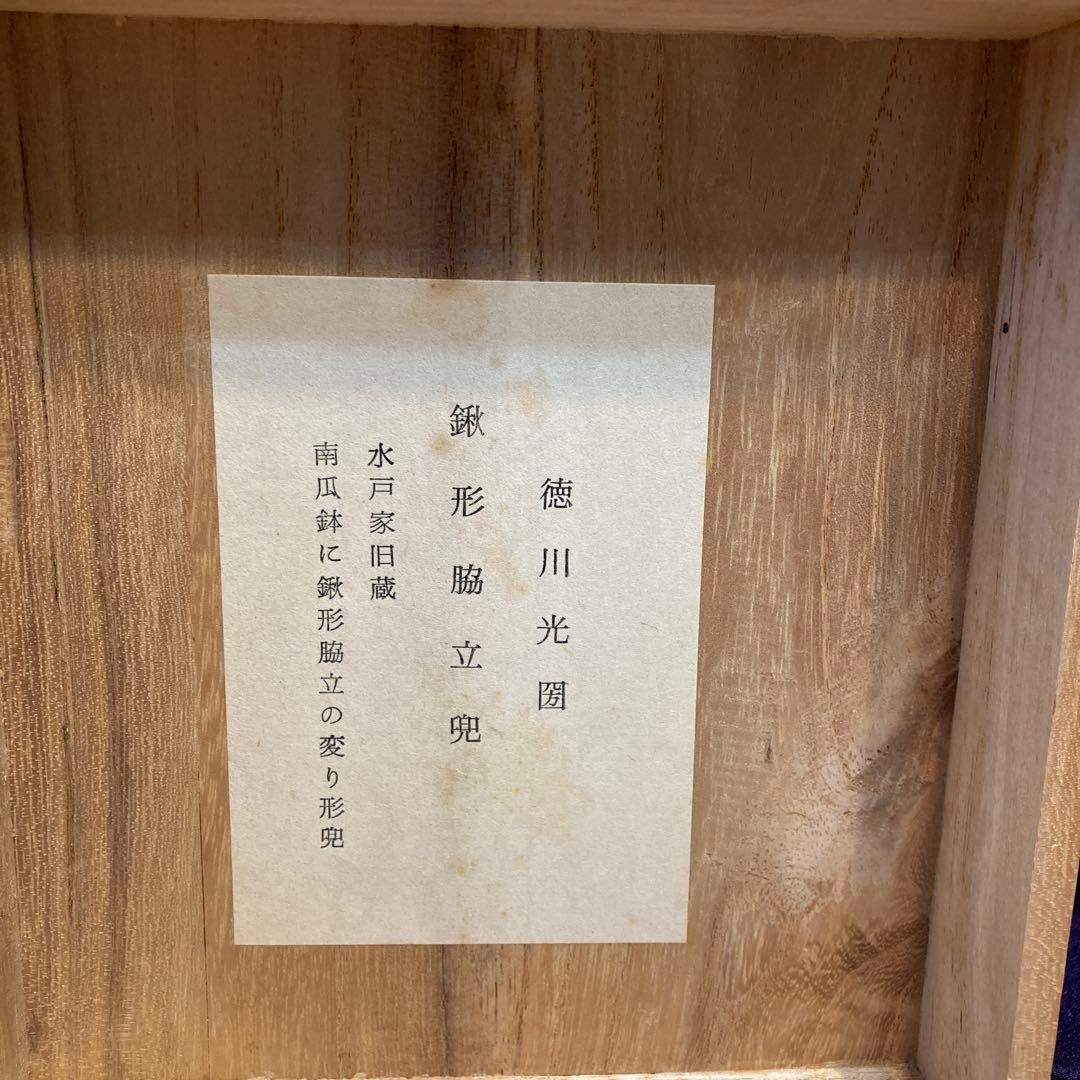 徳川光圀
鍬形脇立兜
水戸家旧蔵
南瓜鉢に鍬形脇立の変り形兜